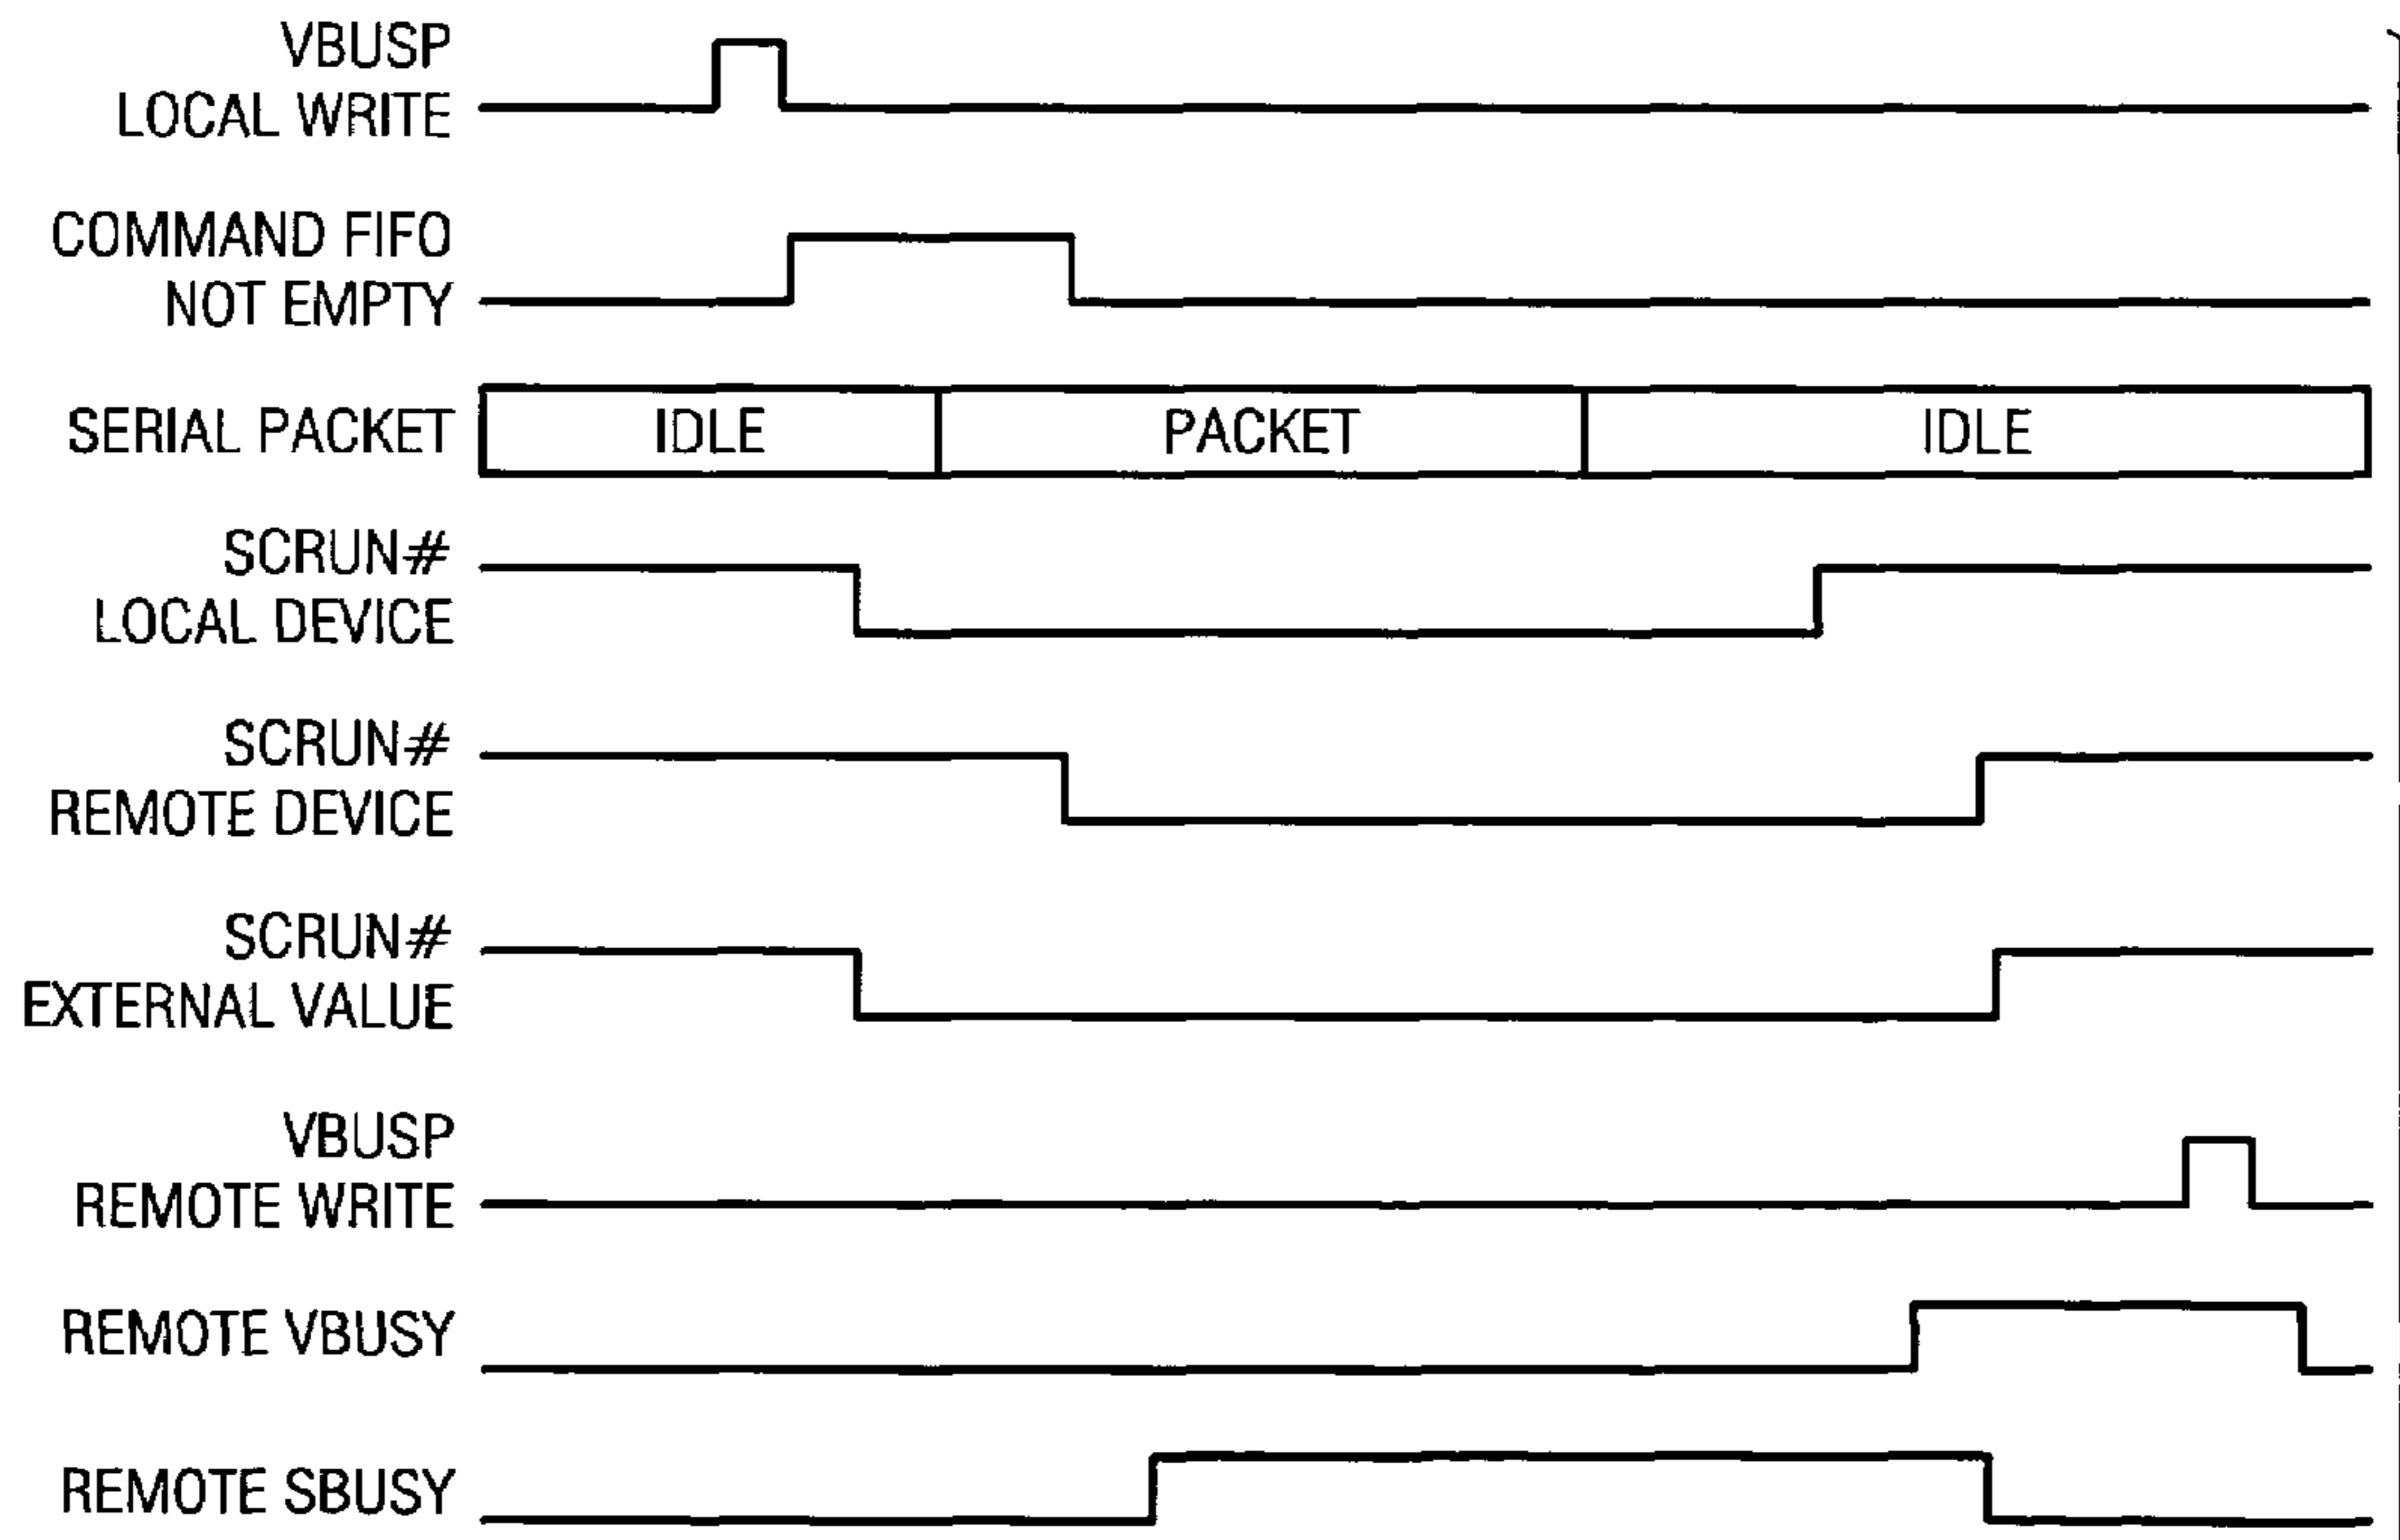 VBUSP
LOCAL WRITE
COMMAND FIFO
NOT EMPTY
SERIAL PACKET IDLE PACKET IDLE
SCRUN#
LOCAL DEVICE
SCRUN#
REMOTE DEVICE
SCRUN#
EXTERNAL VALUE
VBUSP
REMOTE WRITE
REMOTE VBUSY
REMOTE SBUSY